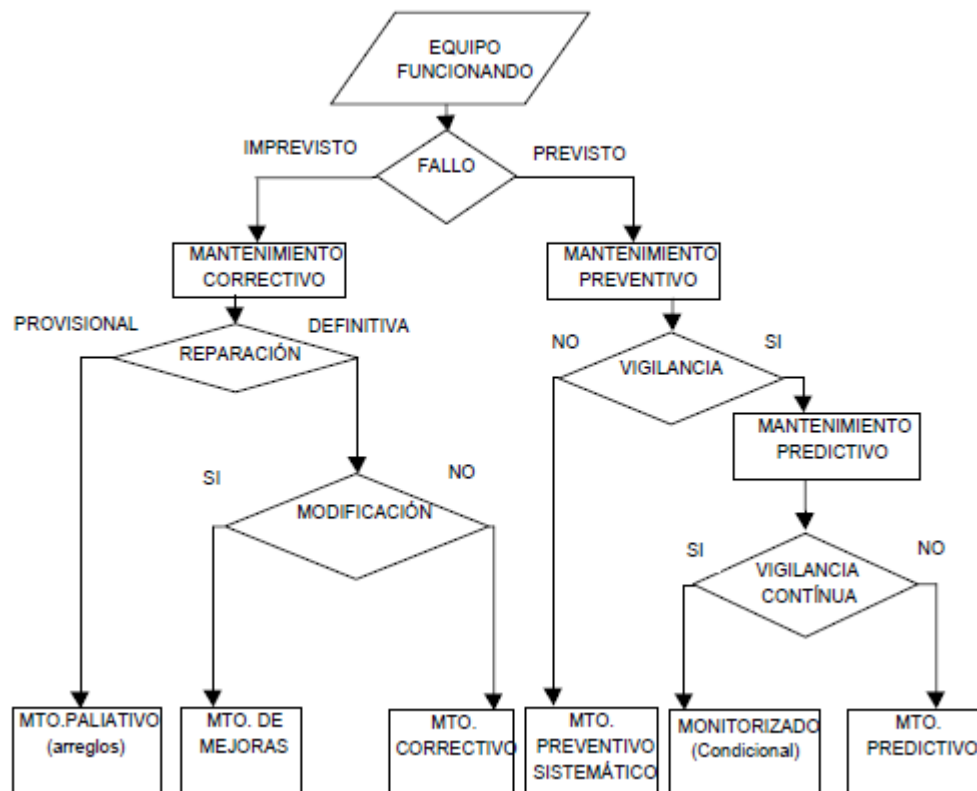 EQUIPO
FUNCIONANDO
IMPREVISTO
FALLO
PREVISTO
MANTENIMIENTO
CORRECTIVO
MANTENIMIENTO
PREVENTIVO
PROVISIONAL
DEFINITIVA
REPARACIÓN
NO
SI
VIGILANCIA
MANTENIMIENTO
PREDICTIVO
SI
NO
MODIFICACIÓN
SI
NO
VIGILANCIA
CONTÍNUA
MTO.PALIATIVO
(arreglos)
MTO. DE
MEJORAS
MTO.
CORRECTIVO
MTO.
PREVENTIVO
SISTEMÁTICO
MONITORIZADO
(Condicional)
MTO.
PREDICTIVO